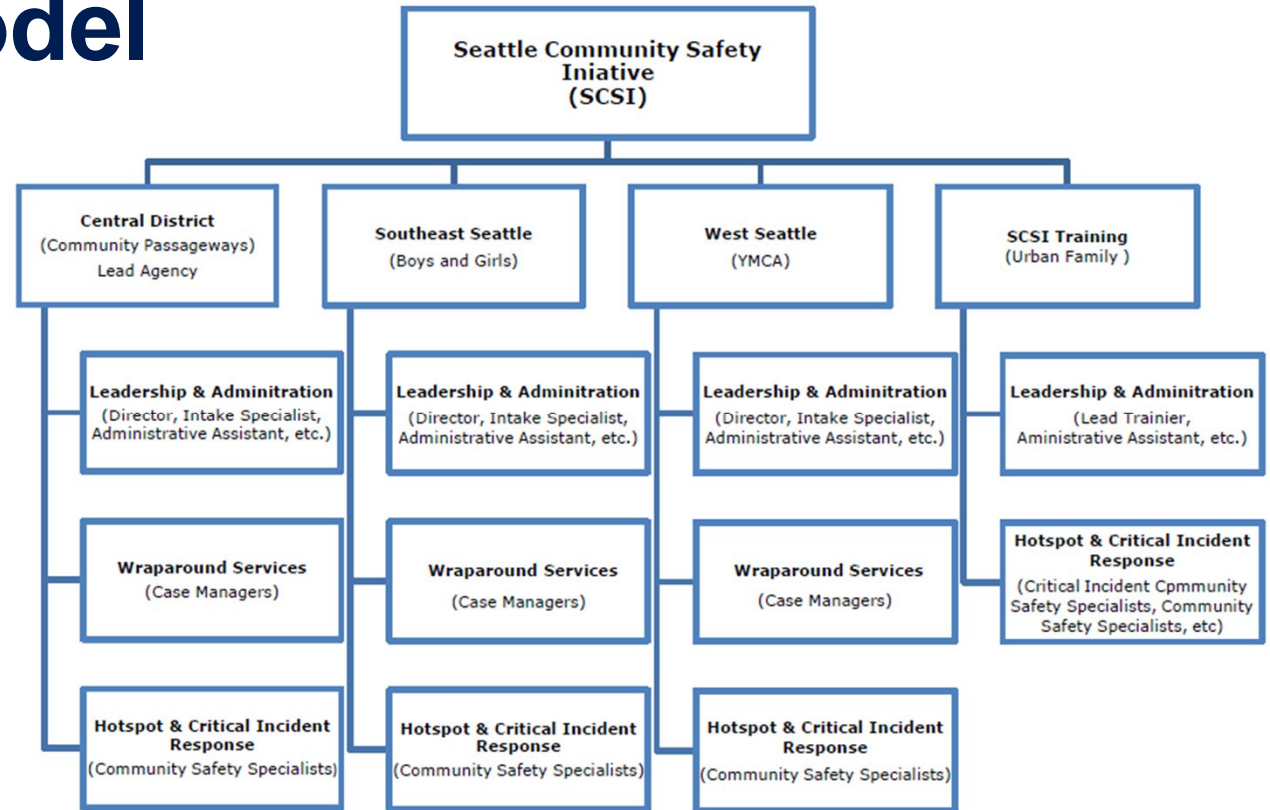 odel
Seattle Community Safety
Iniative
(SCSI)
Central District
(Community Passageways)
Lead Agency
Southeast Seattle
(Boys and Girls)
West Seattle
(YMCA)
SCSI Training
(Urban Family )
Leadership & Adminitration
(Director, Intake Specialist,
Administrative Assistant, etc.)
Leadership & Adminitration
(Director, Intake Specialist,
Administrative Assistant, etc.)
Leadership & Adminitration
(Director, Intake Specialist,
Administrative Assistant, etc.)
Leadership & Adminitration
(Lead Trainier,
Aministrative Assistant, etc.)
Wraparound Services
(Case Managers)
Wraparound Services
(Case Managers)
Wraparound Services
(Case Managers)
Hotspot & Critical Incident
Response
(Critical Incident Cpmmunity
Safety Specialists, Community
Safety Specialists, etc)
Hotspot & Critical Incident
Response
(Community Safety Specialists)
Hotspot & Critical Incident
Response
(Community Safety Specialists)
Hotspot & Critical Incident
Response
(Community Safety Specialists)